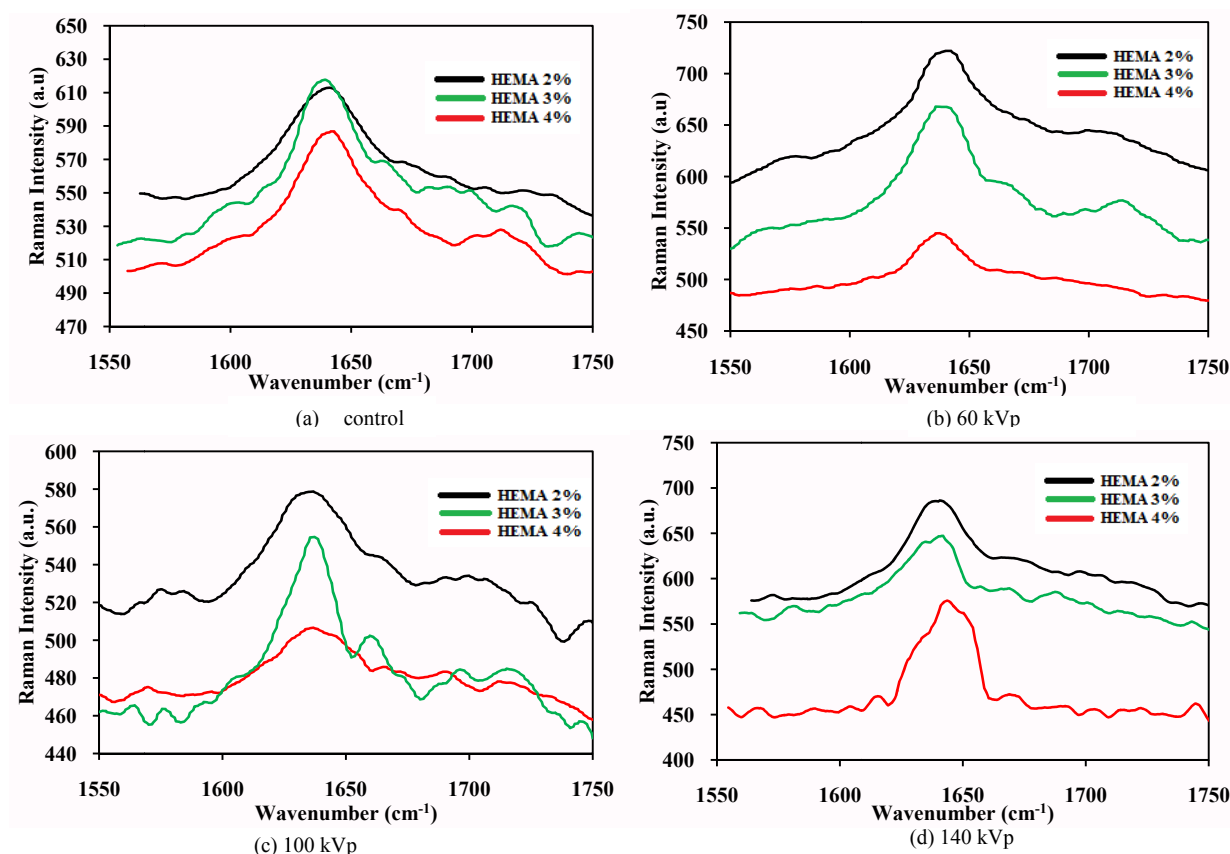 650
630
610
590
570
550
530
510
490
470
Raman Intensity (a.u)
HEMA 2%
HEMA 3%
HEMA 4%
1550 1600 1650 1700 1750
Wavenumber (cm-1)
(a) control
750
700
650
600
550
500
450
Raman Intensity (a.u)
HEMA 2%
HEMA 3%
HEMA 4%
1550 1600 1650 1700 1750
Wavenumber (cm-1)
(b) 60 kVp
600
580
560
540
520
500
480
460
440
Raman Intensity (a.u.)
HEMA 2%
HEMA 3%
HEMA 4%
1550 1600 1650 1700 1750
Wavenumber (cm-1)
(c) 100 kVp
750
700
650
600
550
500
450
400
Raman Intensity (a.u.)
HEMA 2%
HEMA 3%
HEMA 4%
1550 1600 1650 1700 1750
Wavenumber (cm-1)
(d) 140 kVp